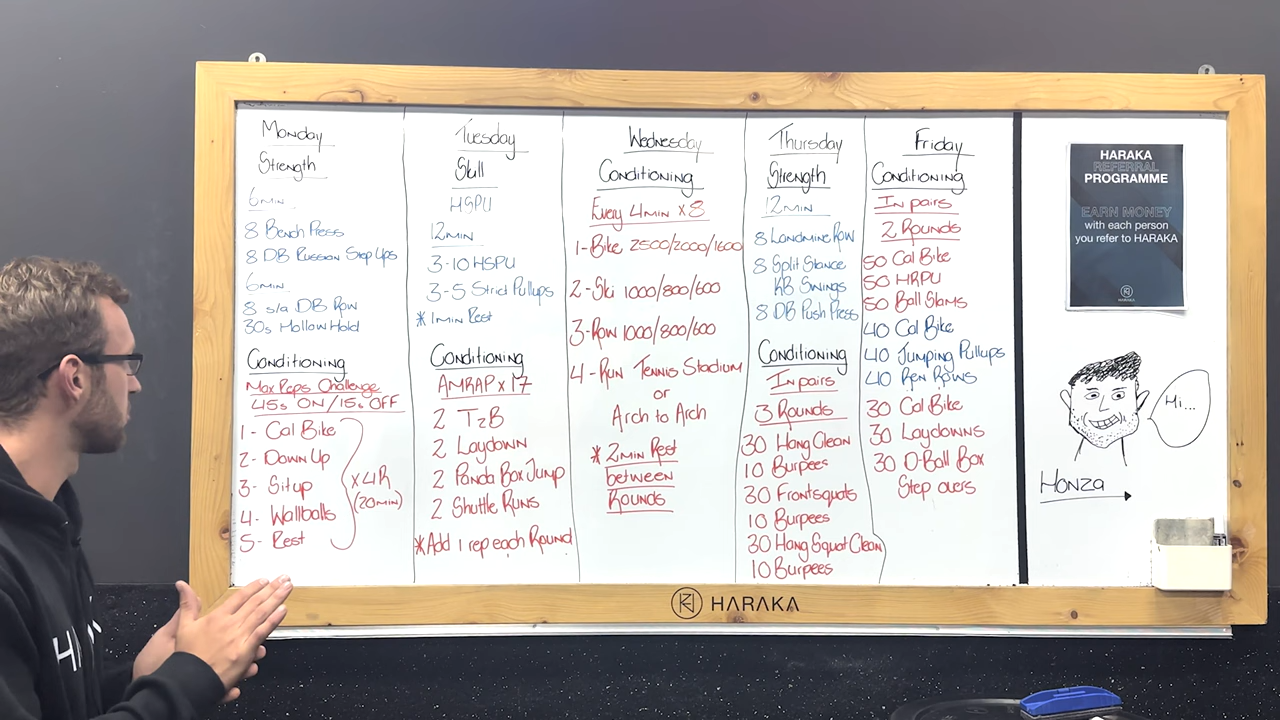 Monday
Strength
6min
8 Bench Press
8 DB Russian Step Ups
6min
8 s/a DB Row
30s Hollow Hold
Conditioning
Max Reps Challenge
45s ON/15s OFF
1- Cal Bike
2- Down Up
3- Situp
4- Wallballs
5- Rest
x4R
(20min)
Tuesday
Skill
HSPU
12min
3-10 HSPU
3-5 Strict Pullups
*1min Rest
Conditioning
AMRAP x 17
2 T2B
2 Laydown
2 Panda Box Jump
2 Shuttle Runs
*Add 1 rep each Round
Wednesday
Conditioning
Every 4min x 8
1-Bike 2500/2000/1600
2-Ski 1000/800/600
3-Row 1000/800/600
4-Run Tennis Stadium
or
Arch to Arch
*2min Rest
between
Rounds
Thursday
Strength
12min
8 Landmine Row
8 Split Stance
KB Swings
8 DB Push Press
Conditioning
In pairs
3 Rounds
30 Hang Clean
10 Burpees
30 Frontsquats
10 Burpees
30 Hang Squat Clean
10 Burpees
Friday
Conditioning
In pairs
2 Rounds
50 Cal Bike
50 HRPU
50 Ball Slams
40 Cal Bike
40 Jumping Pullups
40 Ren Rows
30 Cal Bike
30 Laydowns
30 D-Ball Box
Step overs
HARAKA
REFERRAL
PROGRAMME
EARN MONEY
with each person
you refer to HARAKA
HARAKA
Hi...
Honza
HARAKA